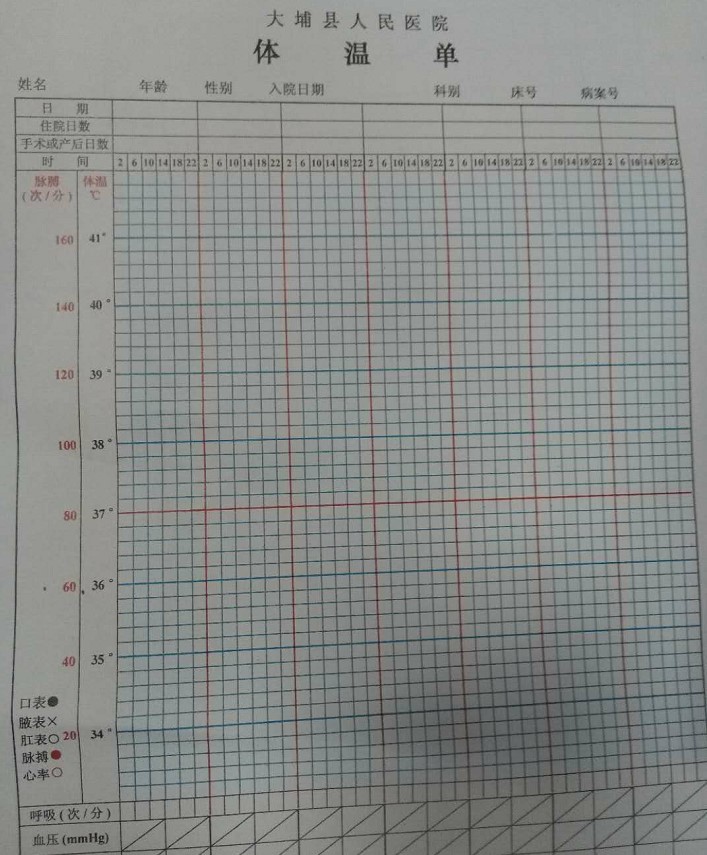 大埔县人民医院
体温单
姓名 年龄 性别 入院日期 科别 床号 病案号
日期
住院日数
手术或产后日数
时间 2 6 10 14 18 22 2 6 10 14 18 22 2 6 10 14 18 22 2 6 10 14 18 22 2 6 10 14 18 22 2 6 10 14 18 22 2 6 10 14 18 22
脉膊 体温
(次/分) ℃
160 41°
140 40°
120 39°
100 38°
80 37°
60 36°
40 35°
口表●
腋表×
肛表○ 20 34°
脉搏●
心率○
呼吸(次/分)
血压(mmHg)